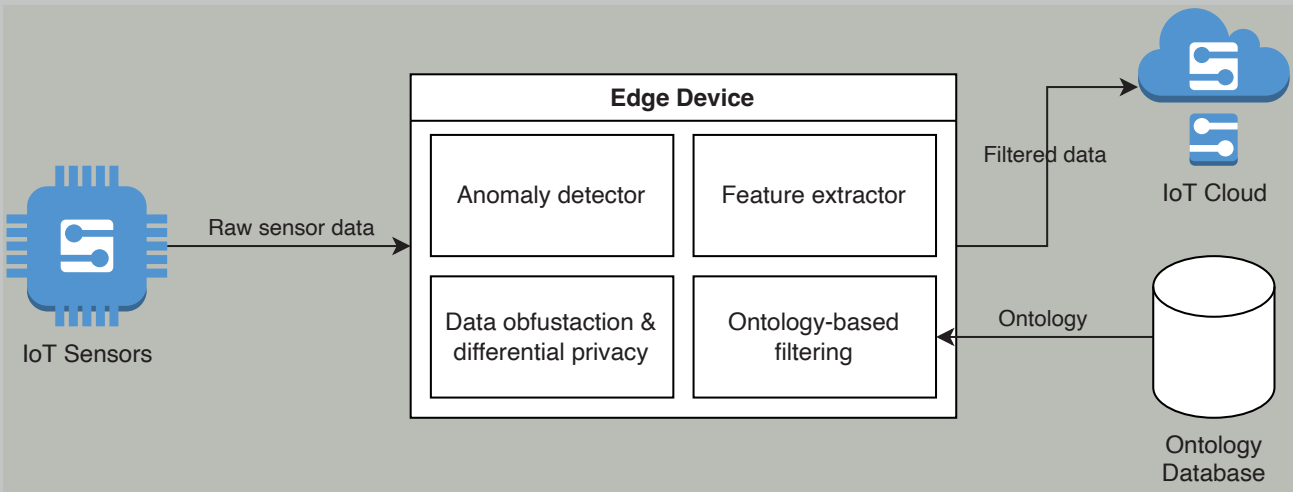 Edge Device
Anomaly detector
Feature extractor
Raw sensor data
IoT Sensors
Data obfustaction &
differential privacy
Ontology-based
filtering
Filtered data
IoT Cloud
Ontology
Ontology
Database